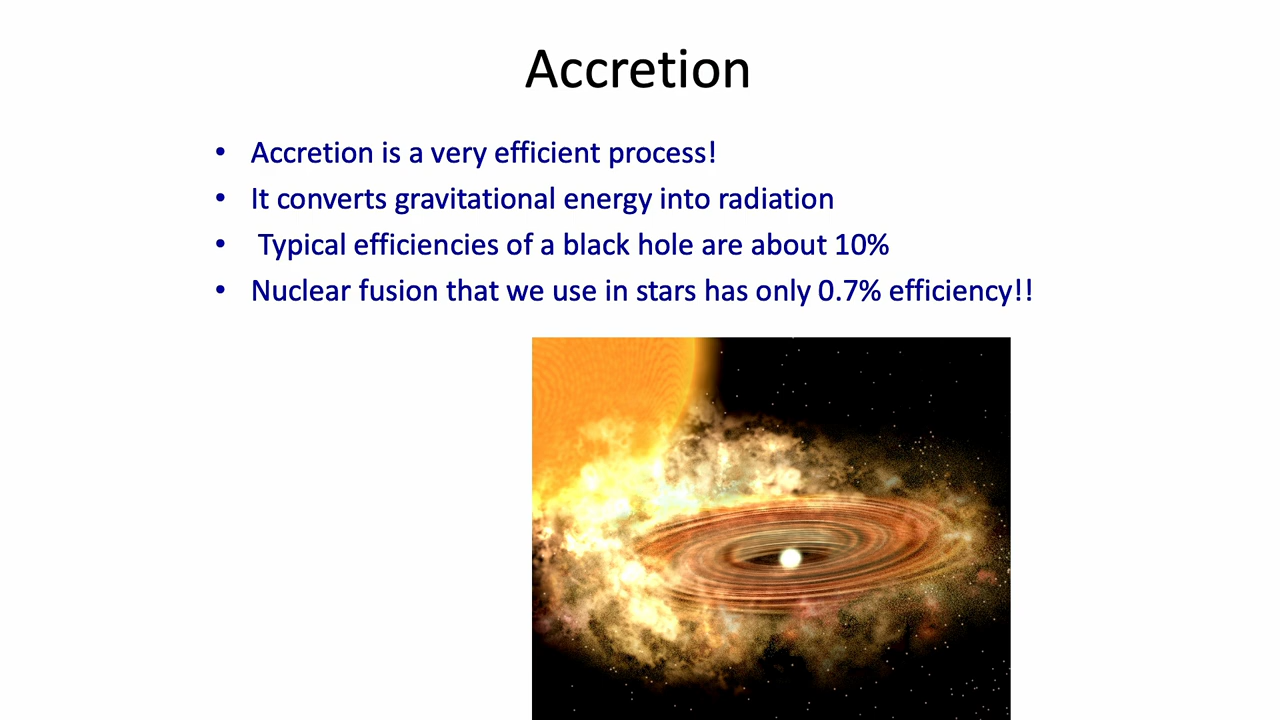 Accretion
• Accretion is a very efficient process!
• It converts gravitational energy into radiation
• Typical efficiencies of a black hole are about 10%
• Nuclear fusion that we use in stars has only 0.7% efficiency!!